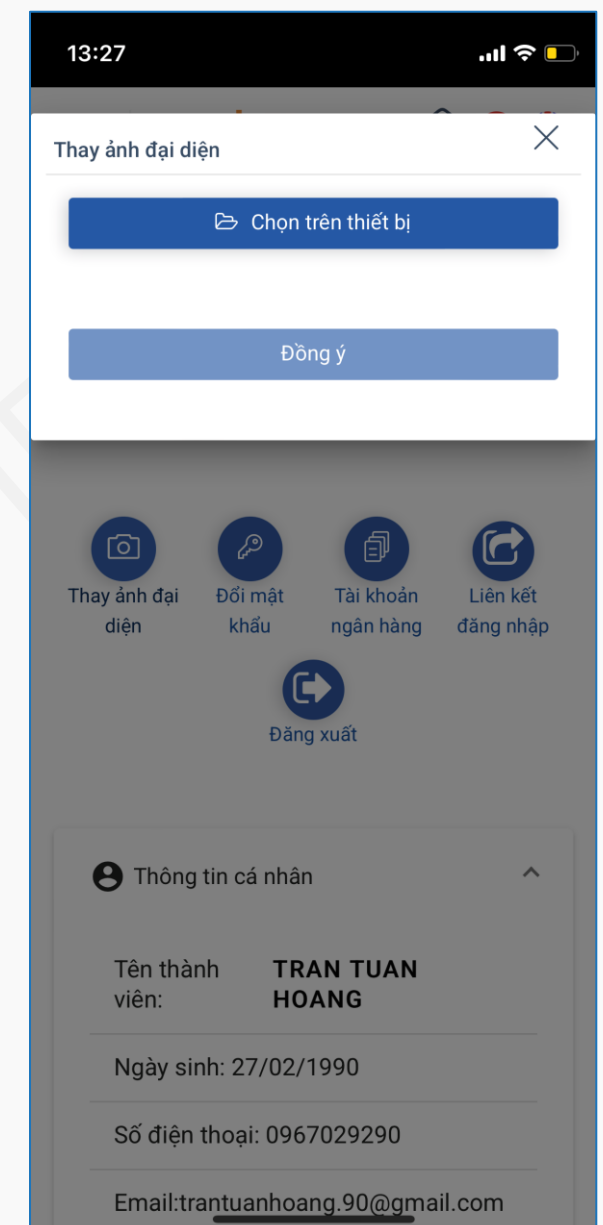 13:27
Thay ảnh đại diện
Chọn trên thiết bị
Đồng ý
Thay ảnh đại diện
Đổi mật khẩu
Tài khoản ngân hàng
Liên kết đăng nhập
Đăng xuất
Thông tin cá nhân
Tên thành viên: TRAN TUAN HOANG
Ngày sinh: 27/02/1990
Số điện thoại: 0967029290
Email:trantuanhoang.90@gmail.com